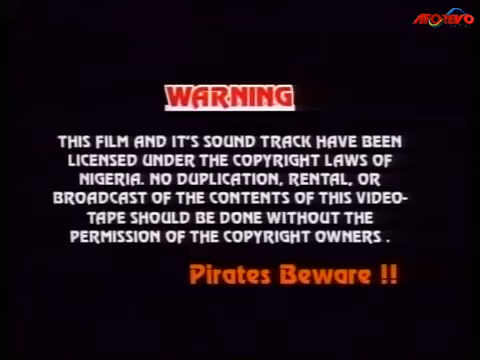 AFOREVO
WARNING
THIS FILM AND IT'S SOUND TRACK HAVE BEEN
LICENSED UNDER THE COPYRIGHT LAWS OF
NIGERIA. NO DUPLICATION, RENTAL, OR
BROADCAST OF THE CONTENTS OF THIS VIDEO-
TAPE SHOULD BE DONE WITHOUT THE
PERMISSION OF THE COPYRIGHT OWNERS .
Pirates Beware !!